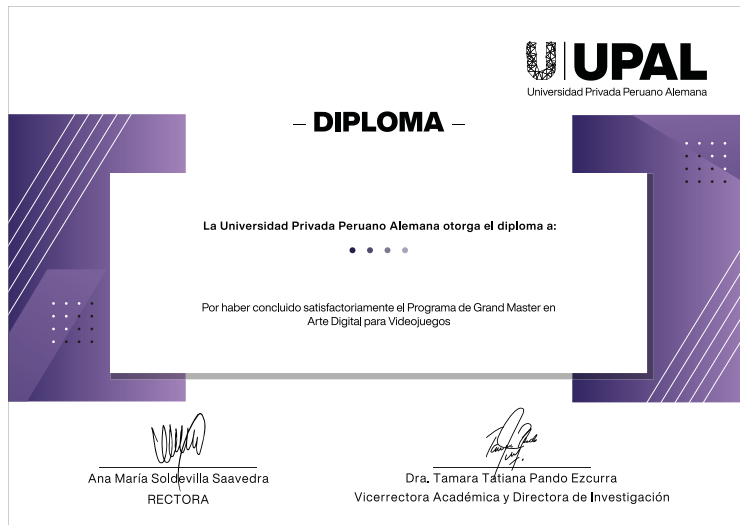 UPAL
Universidad Privada Peruano Alemana
– DIPLOMA –
La Universidad Privada Peruano Alemana otorga el diploma a:
Por haber concluido satisfactoriamente el Programa de Grand Master en
Arte Digital para Videojuegos
Ana María Soldevilla Saavedra
RECTORA
Dra. Tamara Tatiana Pando Ezcurra
Vicerrectora Académica y Directora de Investigación